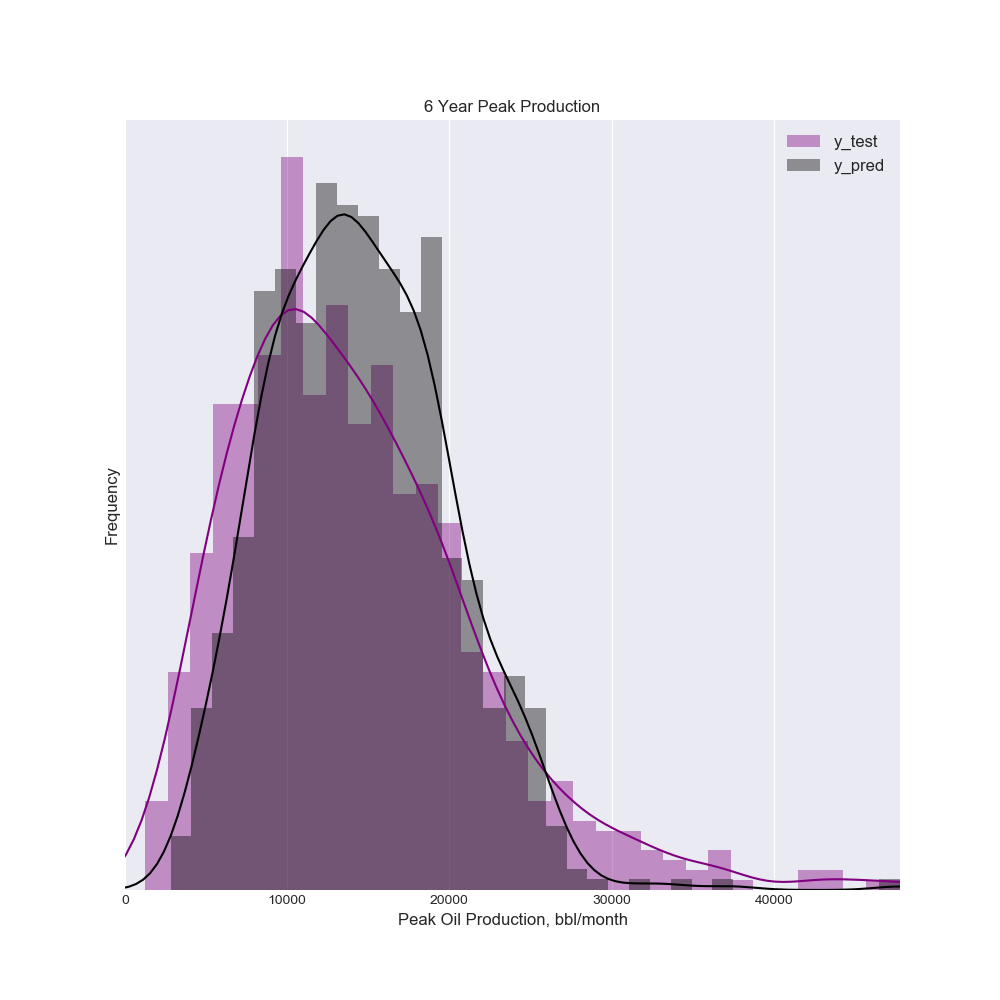 6 Year Peak Production
y_test
y_pred
Frequency
0 10000 20000 30000 40000
Peak Oil Production, bbl/month